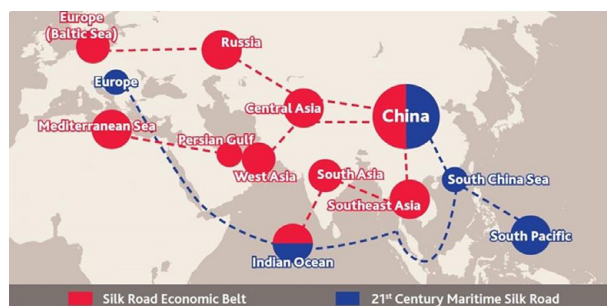 Europe
(Baltic Sea)
Russia
Europe
Central Asia
China
Mediterranean Sea
Persian Gulf
West Asia
South Asia
South China Sea
Southeast Asia
South Pacific
Indian Ocean
Silk Road Economic Belt
21st Century Maritime Silk Road